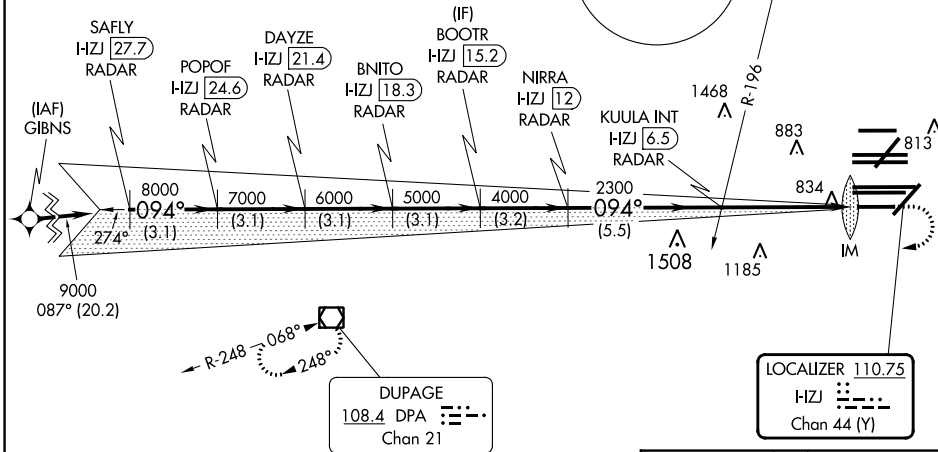 SAFLY
I-IZJ 27.7
RADAR
POPOF
I-IZJ 24.6
RADAR
DAYZE
I-IZJ 21.4
RADAR
BNITO
I-IZJ 18.3
RADAR
(IF)
BOOTR
I-IZJ 15.2
RADAR
NIRRA
I-IZJ 12
RADAR
KUULA INT
I-IZJ 6.5
RADAR
R-196
1468
883
813
834
(IAF)
GIBNS
8000
7000
6000
5000
4000
2300
094°
094°
274°
(3.1)
(3.1)
(3.1)
(3.1)
(3.2)
(5.5)
1508
1185
IM
9000
087° (20.2)
R-248
068°
248°
DUPAGE
108.4 DPA
Chan 21
LOCALIZER 110.75
I-IZJ
Chan 44 (Y)